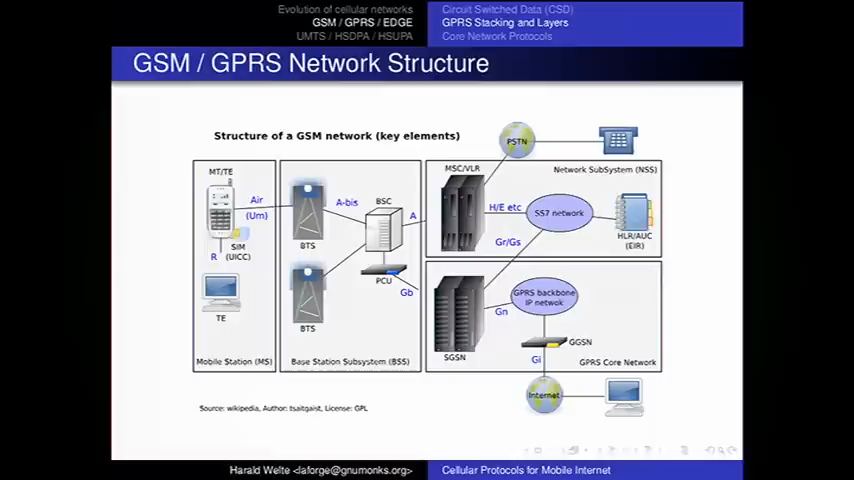 Evolution of cellular networks
GSM / GPRS / EDGE
UMTS / HSDPA / HSUPA
Circuit Switched Data (CSD)
GPRS Stacking and Layers
Core Network Protocols
GSM / GPRS Network Structure
Structure of a GSM network (key elements)
PSTN
MT/TE
MSC/VLR
Network SubSystem (NSS)
Air
(Um)
A-bis
BSC
A
H/E etc
SS7 network
SIM
(UICC)
R
BTS
HLR/AUC
(EIR)
Gr/Gs
PCU
Gb
GPRS backbone
IP netwok
Gn
TE
BTS
GGSN
SGSN
Gi
Mobile Station (MS)
Base Station Subsystem (BSS)
GPRS Core Network
Internet
Source: wikipedia, Author: tsaitgaist, License: GPL
Harald Welte <laforge@gnumonks.org>
Cellular Protocols for Mobile Internet